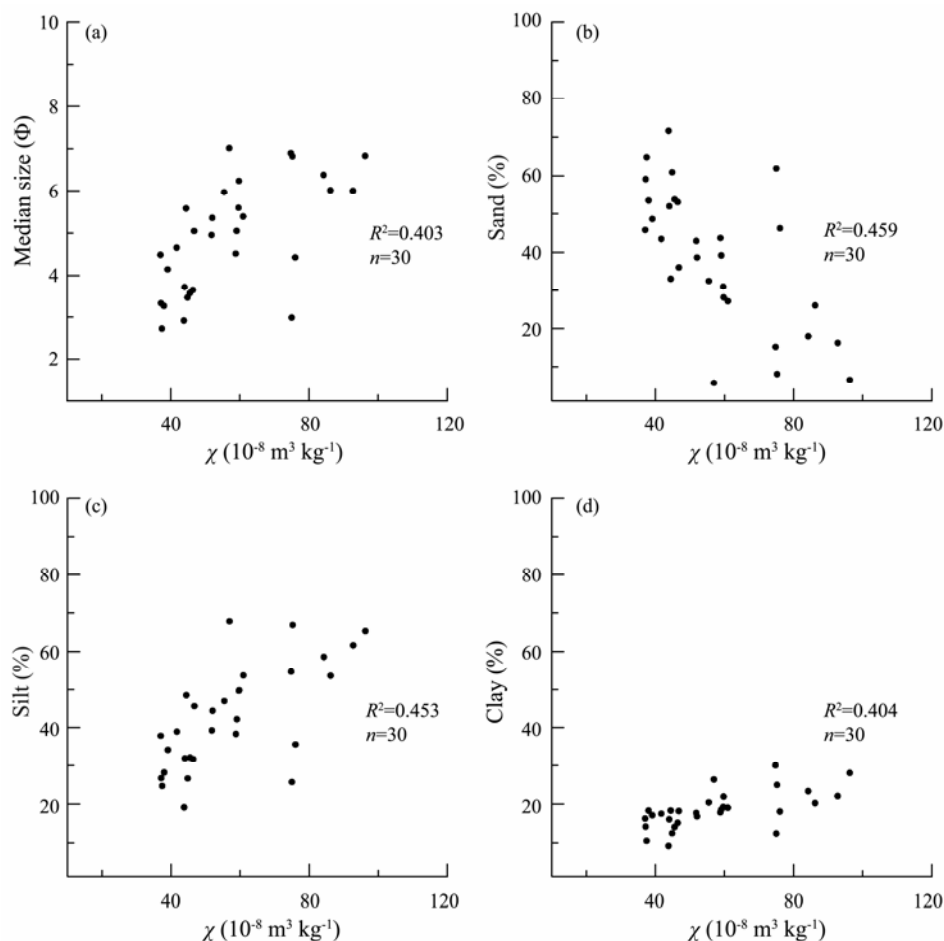 (a)
10
8
6
4
2
Median size (Φ)
R²=0.403
n=30
40 80 120
χ (10⁻⁸ m³ kg⁻¹)
(b)
100
80
60
40
20
Sand (%)
R²=0.459
n=30
40 80 120
χ (10⁻⁸ m³ kg⁻¹)
(c)
100
80
60
40
20
Silt (%)
R²=0.453
n=30
40 80 120
χ (10⁻⁸ m³ kg⁻¹)
(d)
100
80
60
40
20
Clay (%)
R²=0.404
n=30
40 80 120
χ (10⁻⁸ m³ kg⁻¹)